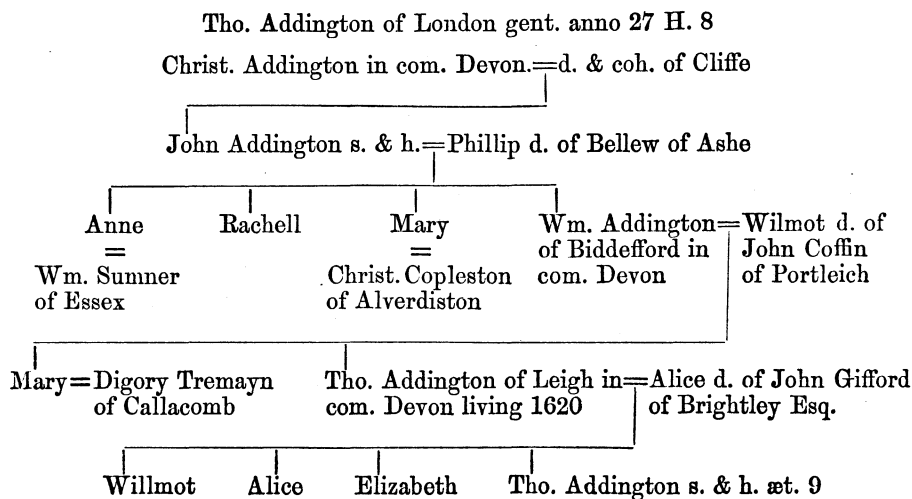 Tho. Addington of London gent. anno 27 H. 8
Christ. Addington in com. Devon.=d. & coh. of Cliffe
John Addington s. & h.=Phillip d. of Bellew of Ashe
Anne Rachell Mary Wm. Addington=Wilmot d. of
= = of Biddefford in John Coffin
Wm. Sumner Christ. Copleston com. Devon of Portleich
of Essex of Alverdiston
Mary=Digory Tremayn Tho. Addington of Leigh in=Alice d. of John Gifford
of Callacomb com. Devon living 1620 of Brightley Esq.
Willmot Alice Elizabeth Tho. Addington s. & h. æt. 9